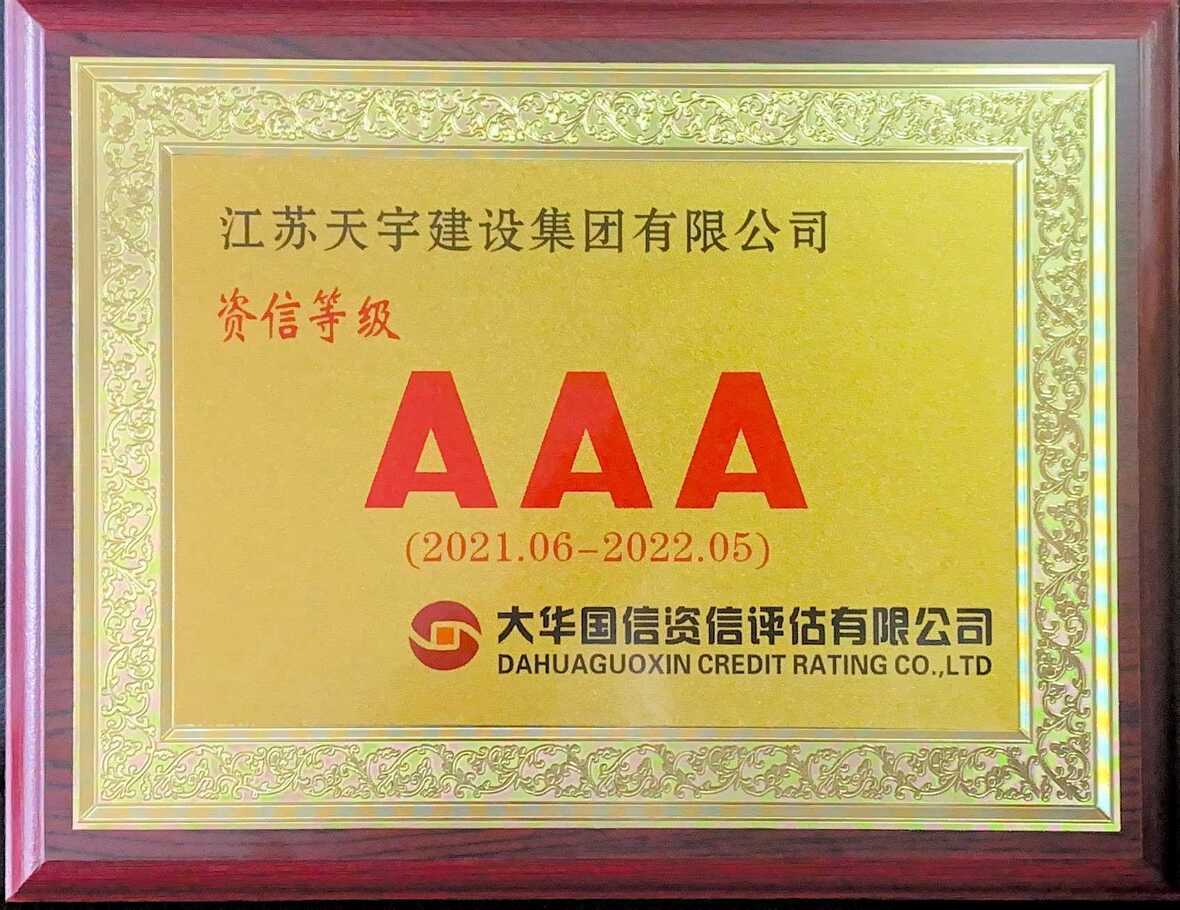 江苏天宇建设集团有限公司
资信等级
AAA
(2021.06-2022.05)
大华国信资信评估有限公司
DAHUAGUOXIN CREDIT RATING CO.,LTD